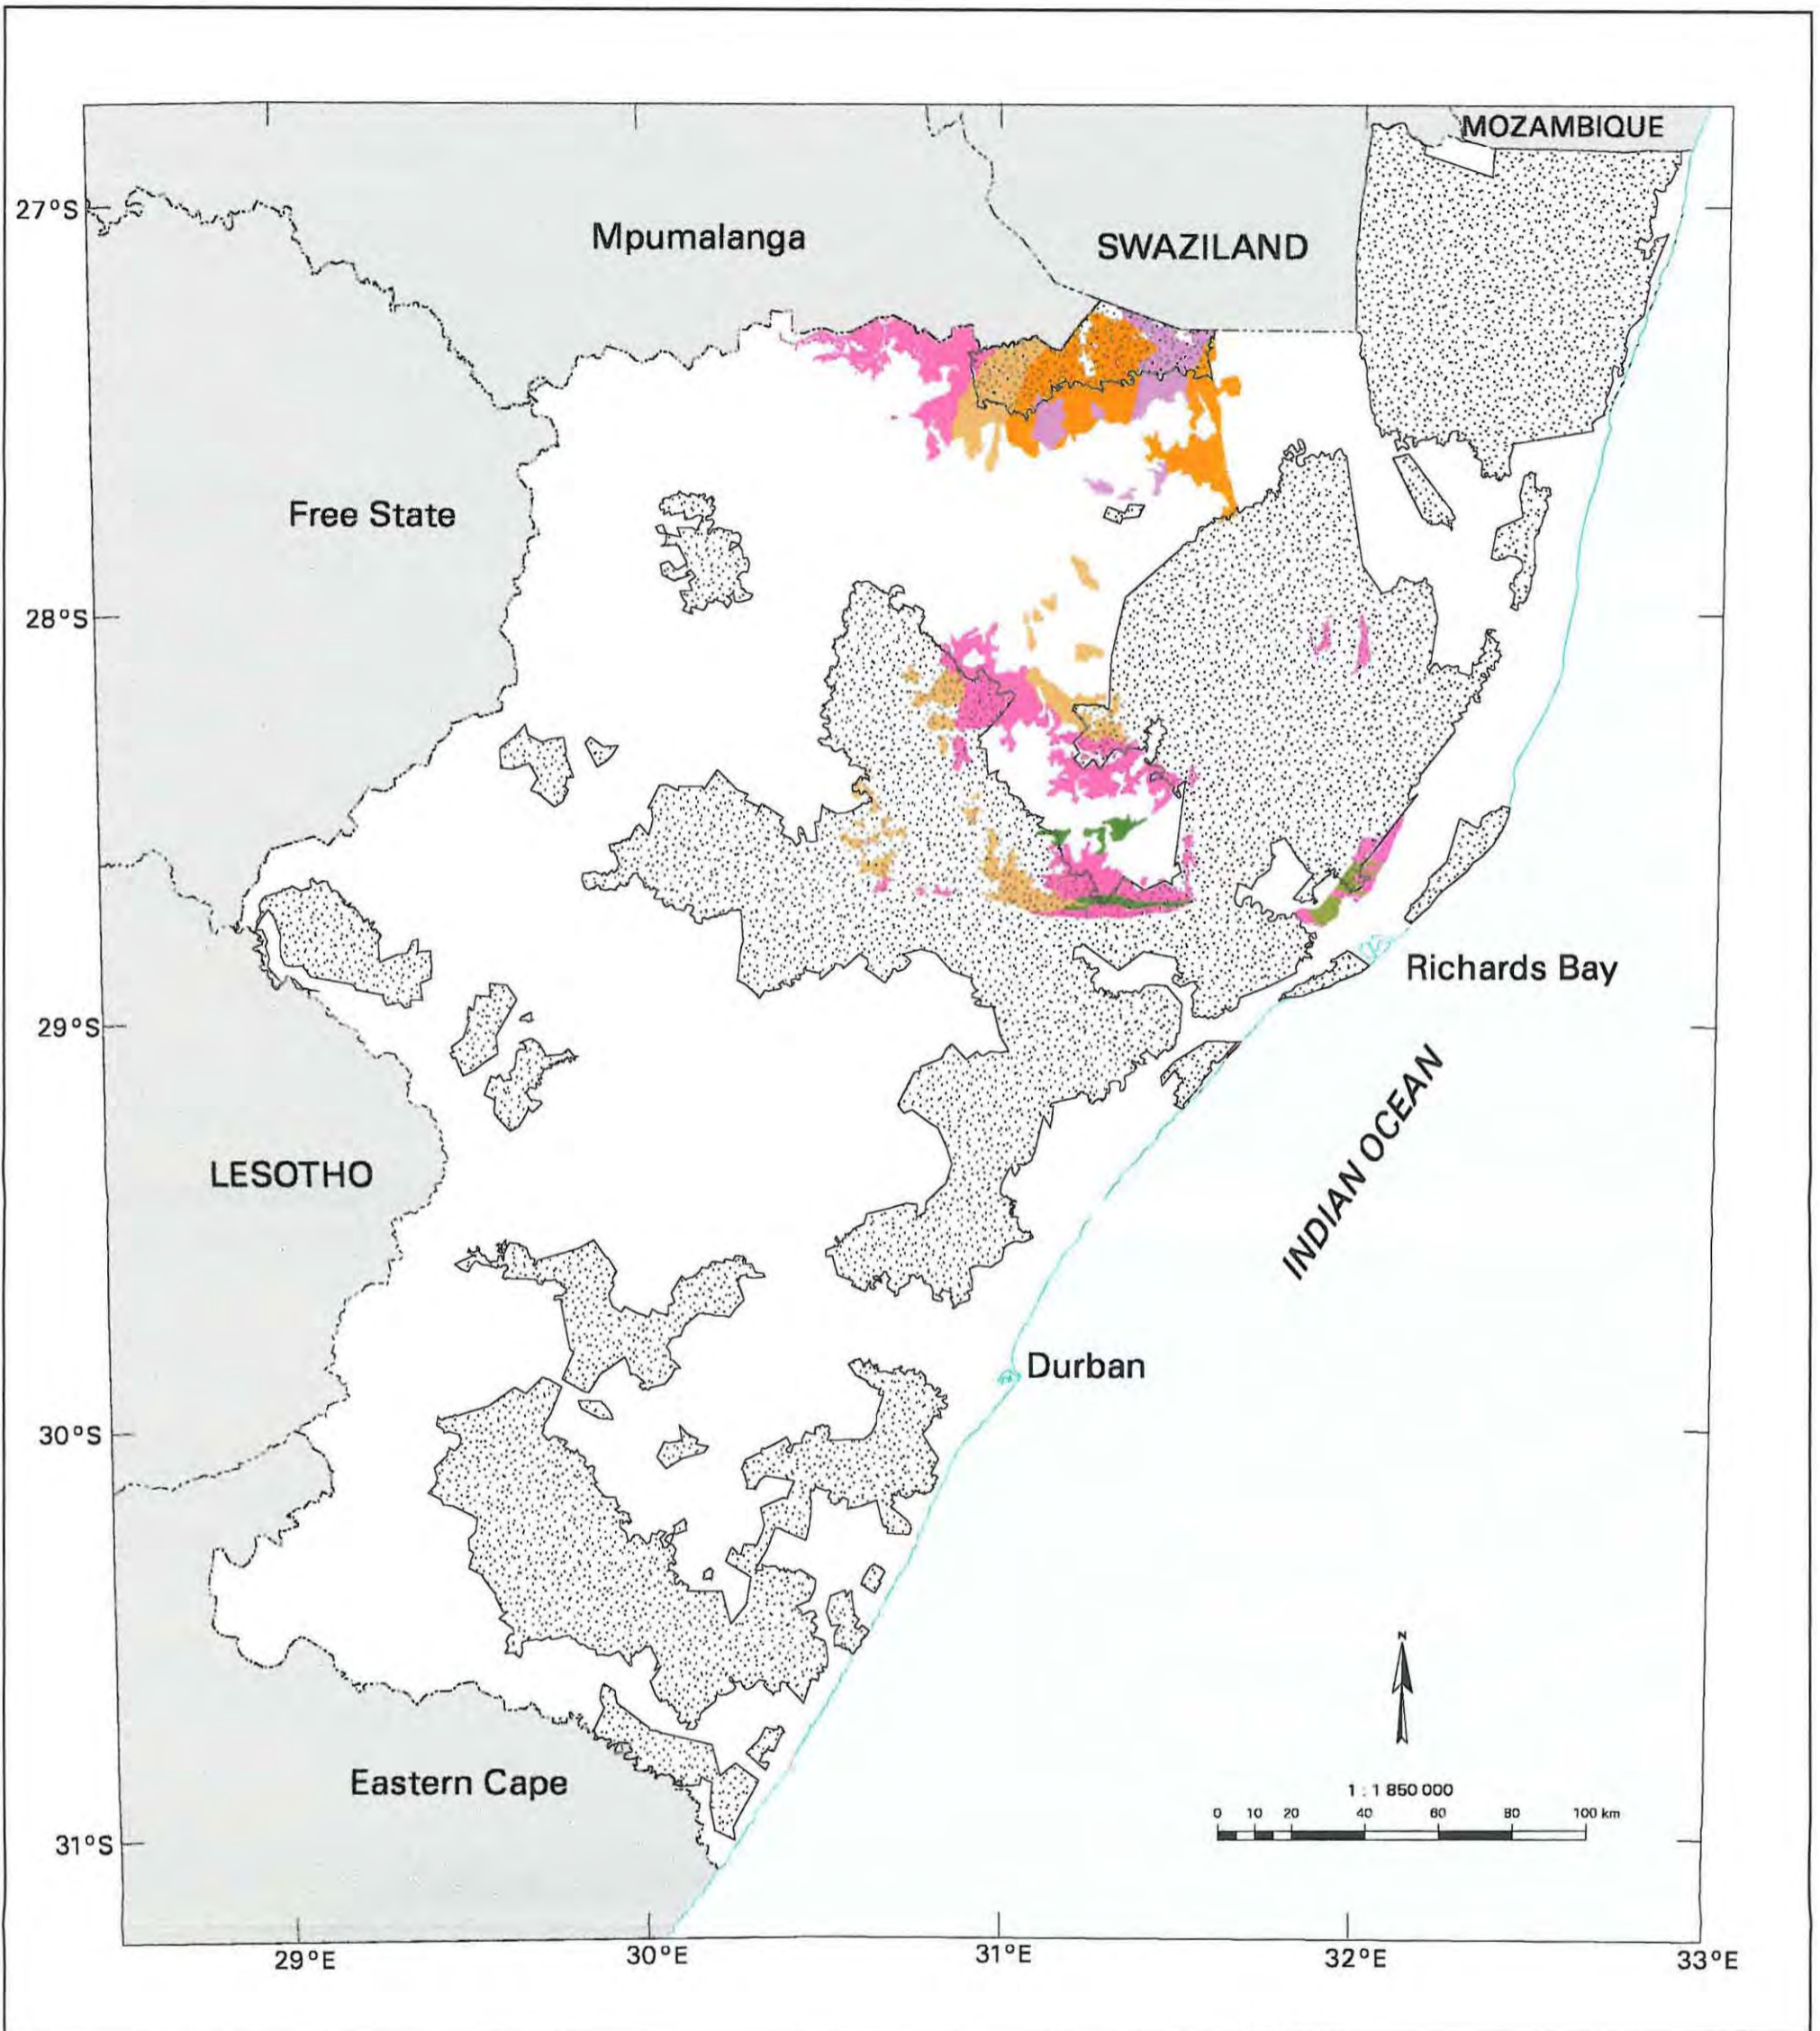 MOZAMBIQUE
27°S
Mpumalanga
SWAZILAND
Free State
28°S
Richards Bay
29°S
INDIAN OCEAN
LESOTHO
Durban
30°S
N
Eastern Cape
1 : 1 850 000
0 10 20 40 60 80 100 km
31°S
29°E 30°E 31°E 32°E 33°E